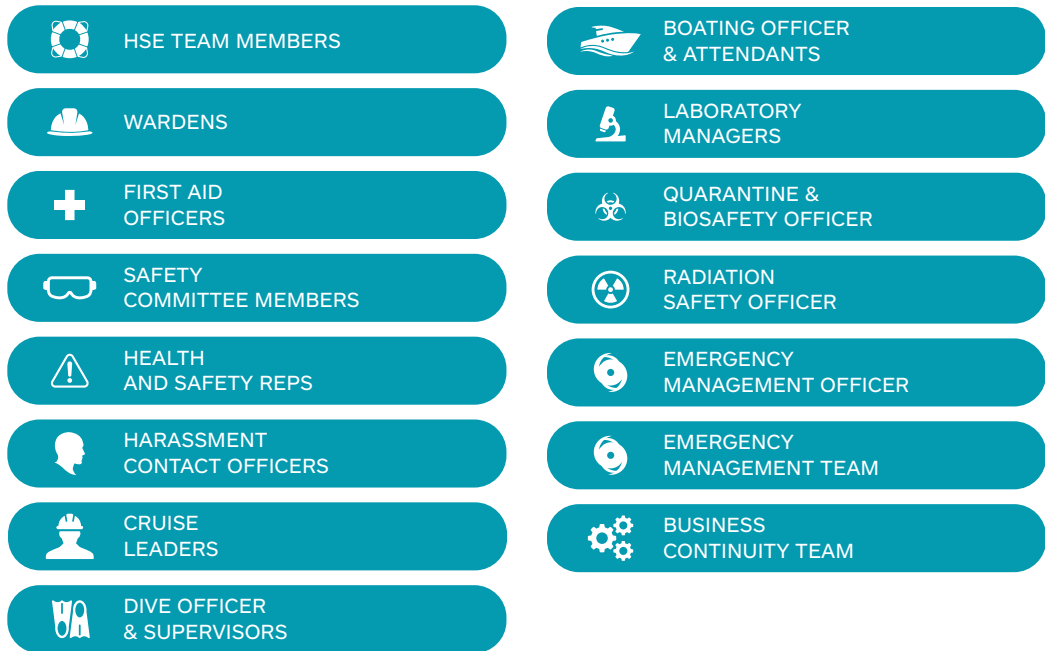 HSE TEAM MEMBERS
WARDENS
FIRST AID
OFFICERS
SAFETY
COMMITTEE MEMBERS
HEALTH
AND SAFETY REPS
HARASSMENT
CONTACT OFFICERS
CRUISE
LEADERS
DIVE OFFICER
& SUPERVISORS
BOATING OFFICER
& ATTENDANTS
LABORATORY
MANAGERS
QUARANTINE &
BIOSAFETY OFFICER
RADIATION
SAFETY OFFICER
EMERGENCY
MANAGEMENT OFFICER
EMERGENCY
MANAGEMENT TEAM
BUSINESS
CONTINUITY TEAM